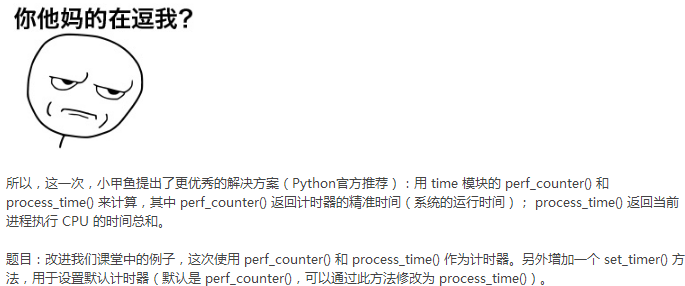 你他妈的在逗我?
所以，这一次，小甲鱼提出了更优秀的解决方案（Python官方推荐）：用 time 模块的 perf_counter() 和
process_time() 来计算，其中 perf_counter() 返回计时器的精准时间（系统的运行时间）； process_time() 返回当前
进程执行 CPU 的时间总和。
题目：改进我们课堂中的例子，这次使用 perf_counter() 和 process_time() 作为计时器。另外增加一个 set_timer() 方
法，用于设置默认计时器（默认是 perf_counter()，可以通过此方法修改为 process_time()）。